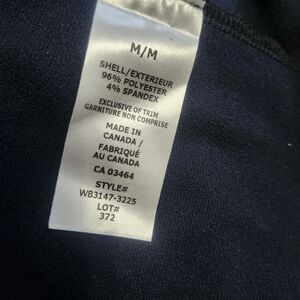 M/M
SHELL/EXTERIEUR
96% POLYESTER
4% SPANDEX
EXCLUSIVE OF TRIM
GARNITURE NON COMPRISE
MADE IN
CANADA /
FABRIQUÉ
AU CANADA
CA 03464
STYLE#
WB3147-3225
LOT#
372